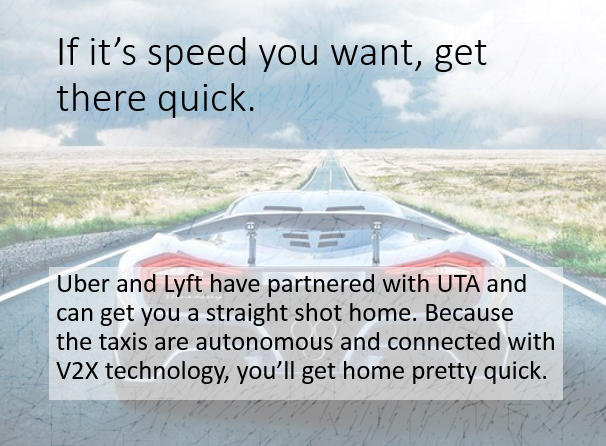 If it’s speed you want, get
there quick.
Uber and Lyft have partnered with UTA and
can get you a straight shot home. Because
the taxis are autonomous and connected with
V2X technology, you’ll get home pretty quick.